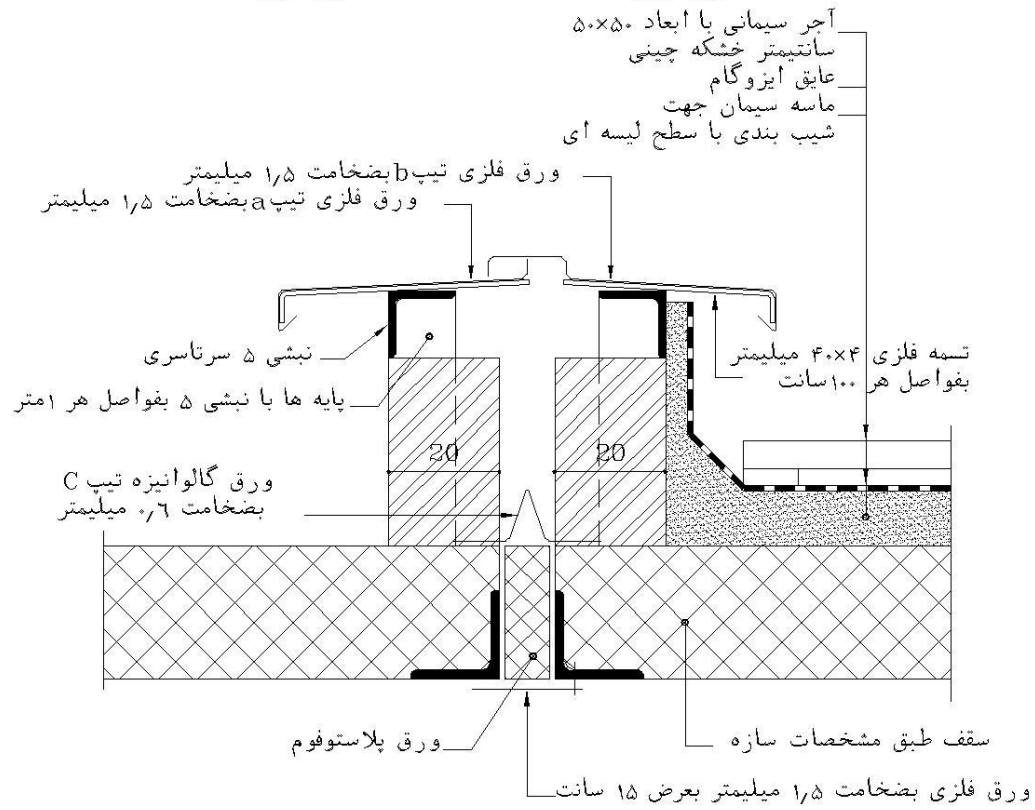 آجر سیمانی با ابعاد ۵۰×۵۰
سانتیمتر خشکه چینی
عایق ایزوگام
ماسه سیمان جهت
شیب بندی با سطح لیسه ای
ورق فلزی تیپ b بضخامت ۱٫۵ میلیمتر
ورق فلزی تیپ a بضخامت ۱٫۵ میلیمتر
نبشی ۵ سرتاسری
تسمه فلزی ۴×۴۰ میلیمتر
بفواصل هر ۱۰۰ سانت
پایه ها با نبشی ۵ بفواصل هر ۱متر
20
20
ورق گالوانیزه تیپ C
بضخامت ۰٫۶ میلیمتر
سقف طبق مشخصات سازه
ورق پلاستوفوم
ورق فلزی بضخامت ۱٫۵ میلیمتر بعرض ۱۵ سانت